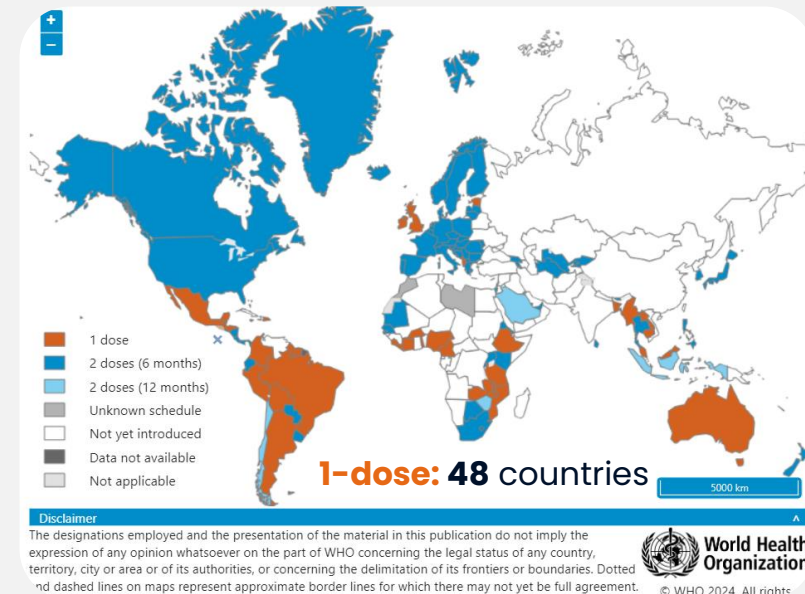 +
−
1 dose
2 doses (6 months)
2 doses (12 months)
Unknown schedule
Not yet introduced
Data not available
Not applicable
1-dose: 48 countries
5000 km
Disclaimer
The designations employed and the presentation of the material in this publication do not imply the
expression of any opinion whatsoever on the part of WHO concerning the legal status of any country,
territory, city or area or of its authorities, or concerning the delimitation of its frontiers or boundaries. Dotted
and dashed lines on maps represent approximate border lines for which there may not yet be full agreement.
World Health
Organization
© WHO 2024. All rights